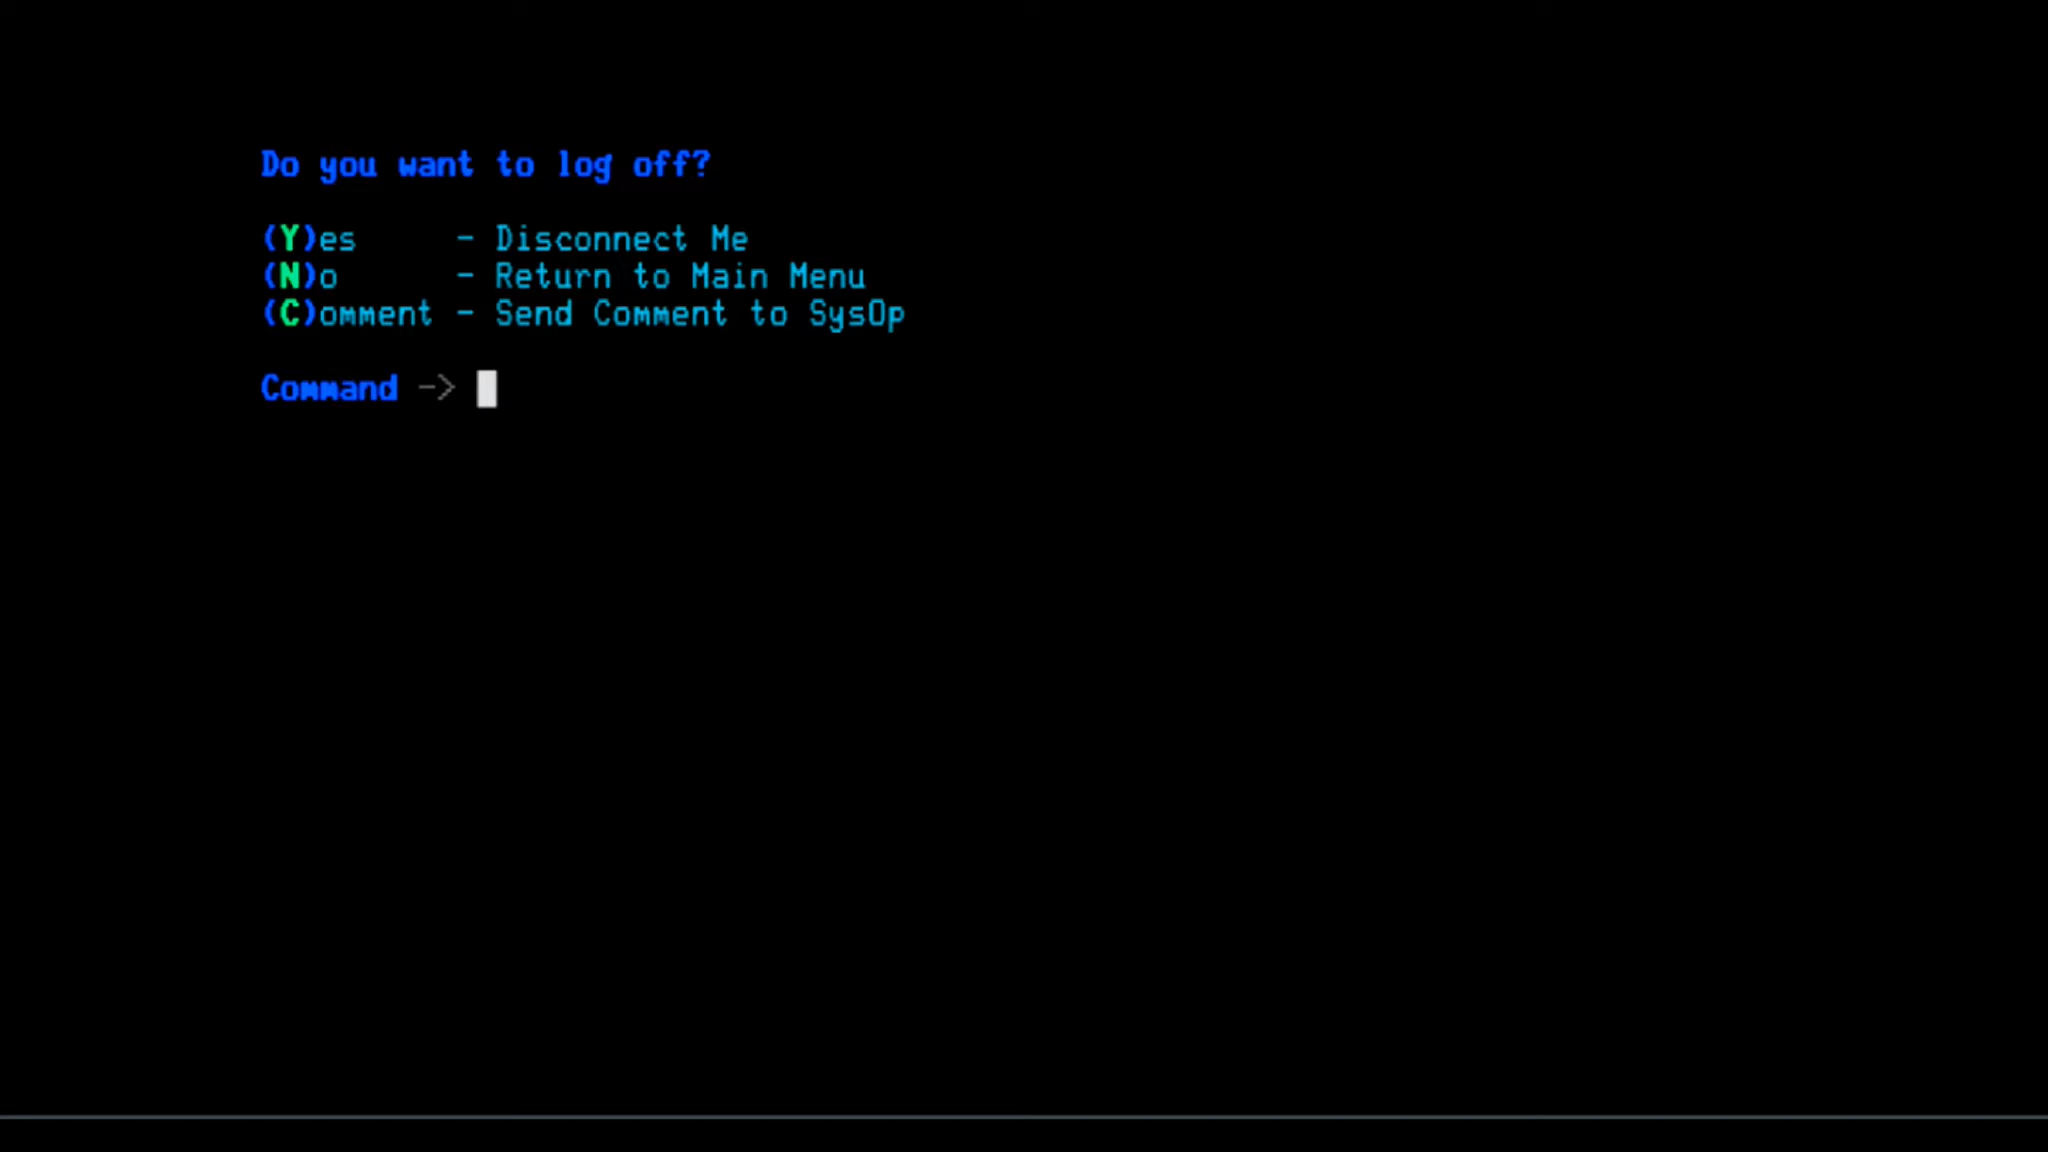 Do you want to log off?
(Y)es     - Disconnect Me
(N)o      - Return to Main Menu
(C)omment - Send Comment to SysOp
Command ->